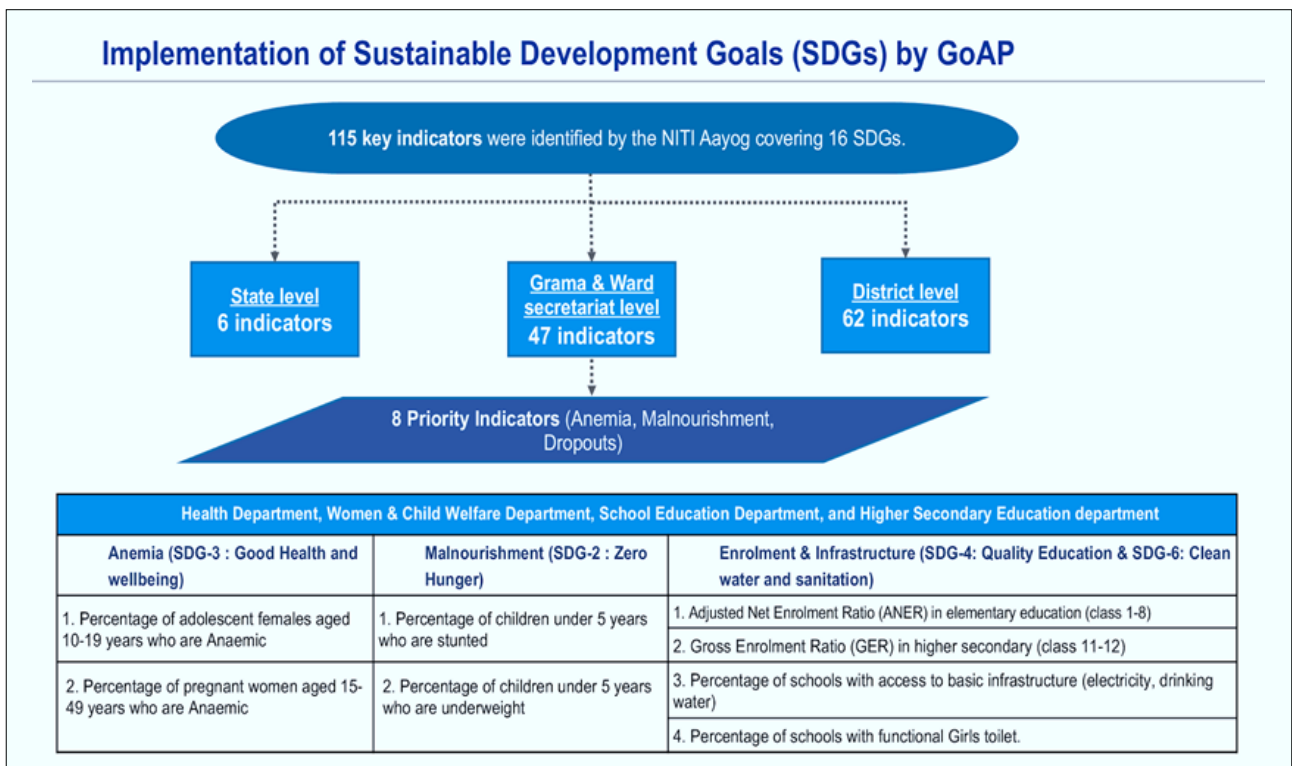 Implementation of Sustainable Development Goals (SDGs) by GoAP
115 key indicators were identified by the NITI Aayog covering 16 SDGs.
State level
6 indicators
Grama & Ward
secretariat level
47 indicators
District level
62 indicators
8 Priority Indicators (Anemia, Malnourishment,
Dropouts)
Health Department, Women & Child Welfare Department, School Education Department, and Higher Secondary Education department
Anemia (SDG-3 : Good Health and
wellbeing)
Malnourishment (SDG-2 : Zero
Hunger)
Enrolment & Infrastructure (SDG-4: Quality Education & SDG-6: Clean
water and sanitation)
1. Percentage of adolescent females aged
10-19 years who are Anaemic
1. Percentage of children under 5 years
who are stunted
1. Adjusted Net Enrolment Ratio (ANER) in elementary education (class 1-8)
2. Gross Enrolment Ratio (GER) in higher secondary (class 11-12)
2. Percentage of pregnant women aged 15-
49 years who are Anaemic
2. Percentage of children under 5 years
who are underweight
3. Percentage of schools with access to basic infrastructure (electricity, drinking
water)
4. Percentage of schools with functional Girls toilet.